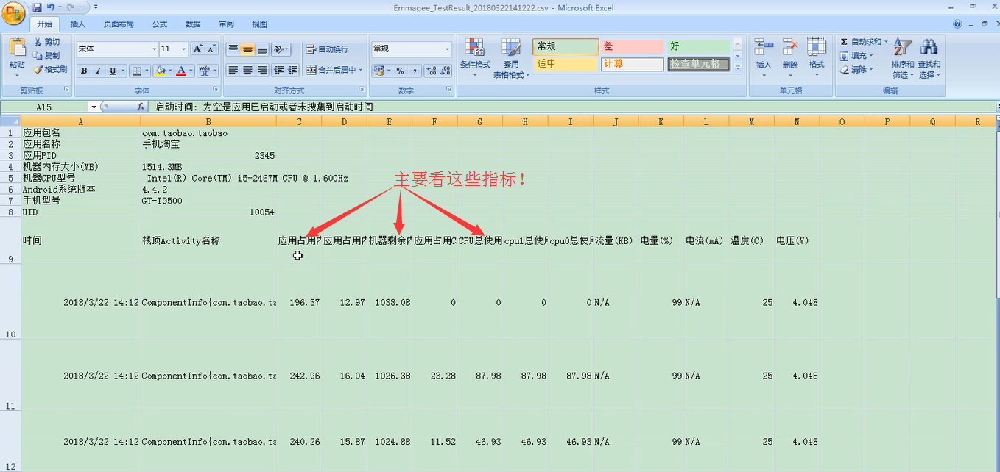 Emmagee_TestResult_20180322141222.csv - Microsoft Excel
开始 插入 页面布局 公式 数据 审阅 视图
剪切 宋体 11 A A 自动换行 常规 常规 差 好 Σ 自动求和
粘贴 复制 条件格式 套用 插入 删除 格式 填充 排序和 查找和
格式刷 B I U A 合并后居中 % , 表格格式 适中 计算 检查单元格 清除 筛选 选择
剪贴板 字体 对齐方式 数字 样式 单元格 编辑
A15 fx 启动时间: 为空是应用已启动或者未搜集到启动时间
A B C D E F G H I J K L M N O P Q R
1 应用包名 com.taobao.taobao
2 应用名称 手机淘宝
3 应用PID 2345
4 机器内存大小(MB) 1514.3MB
5 机器CPU型号 Intel(R) Core(TM) i5-2467M CPU @ 1.60GHz
主要看这些指标!
6 Android系统版本 4.4.2
7 手机型号 GT-I9500
8 UID 10054
9 时间 栈顶Activity名称 应用占用 应用占用 机器剩余 应用占用C CPU总使用 cpu1总使 cpu0总使 流量(KB) 电量(%) 电流(mA) 温度(C) 电压(V)
10 2018/3/22 14:12 ComponentInfo{com.taobao.ta 196.37 12.97 1038.08 0 0 0 0 N/A 99 N/A 25 4.048
11 2018/3/22 14:12 ComponentInfo{com.taobao.ta 242.96 16.04 1026.38 23.28 87.98 87.98 87.98 N/A 99 N/A 25 4.048
12 2018/3/22 14:12 ComponentInfo{com.taobao.ta 240.26 15.87 1024.88 11.52 46.93 46.93 46.93 N/A 99 N/A 25 4.048